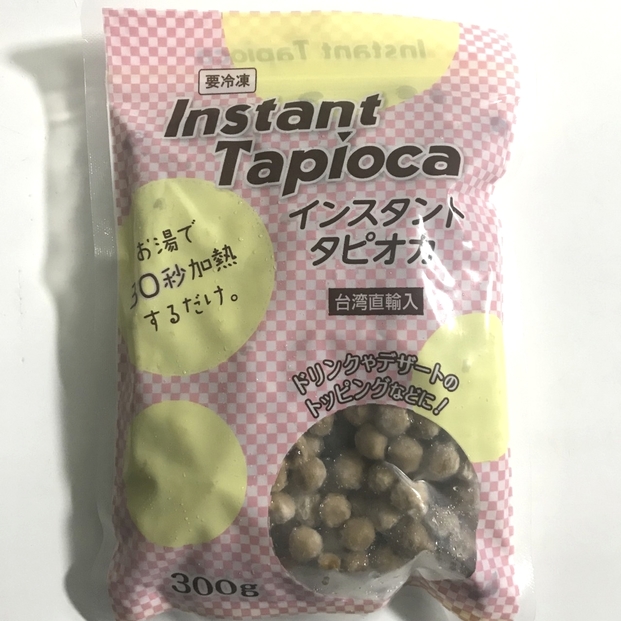 Instant Tapioca
要冷凍
Instant
Tapioca
インスタント
タピオカ
お湯で
30秒加熱
するだけ。
台湾直輸入
ドリンクやデザートの
トッピングなどに!
300g